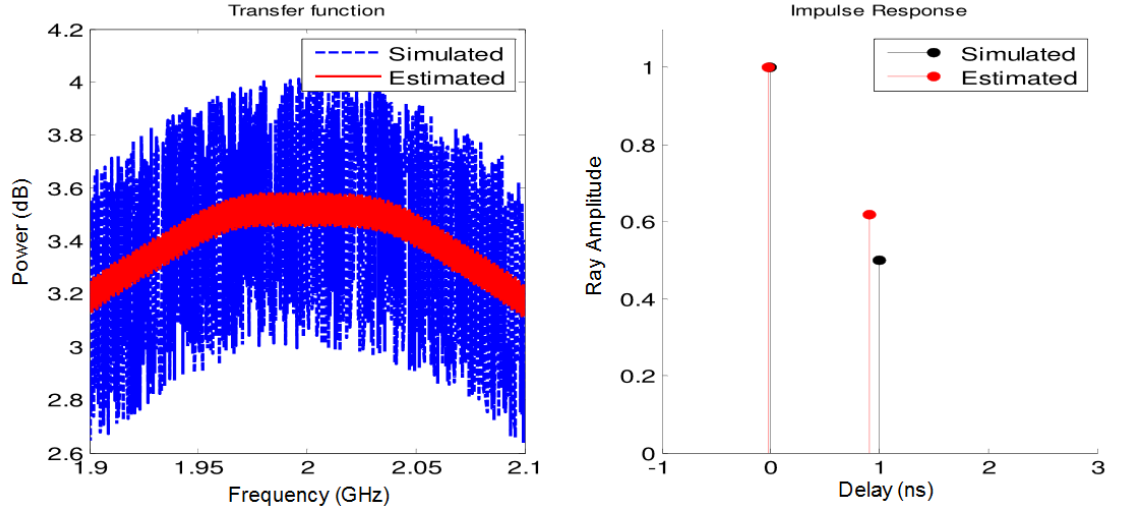 Transfer function
4.2
4
3.8
3.6
3.4
3.2
3
2.8
2.6
Power (dB)
Simulated
Estimated
1.9
1.95
2
2.05
2.1
Frequency (GHz)
Impulse Response
1
0.8
0.6
0.4
0.2
0
Ray Amplitude
Simulated
Estimated
-1
0
1
2
3
Delay (ns)